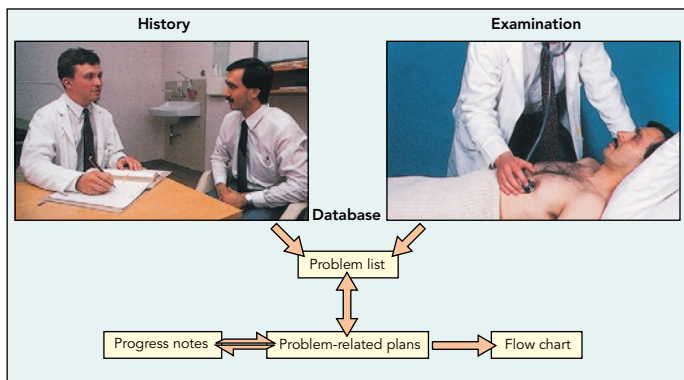 History
Examination
Database
Problem list
Progress notes
Problem-related plans
Flow chart